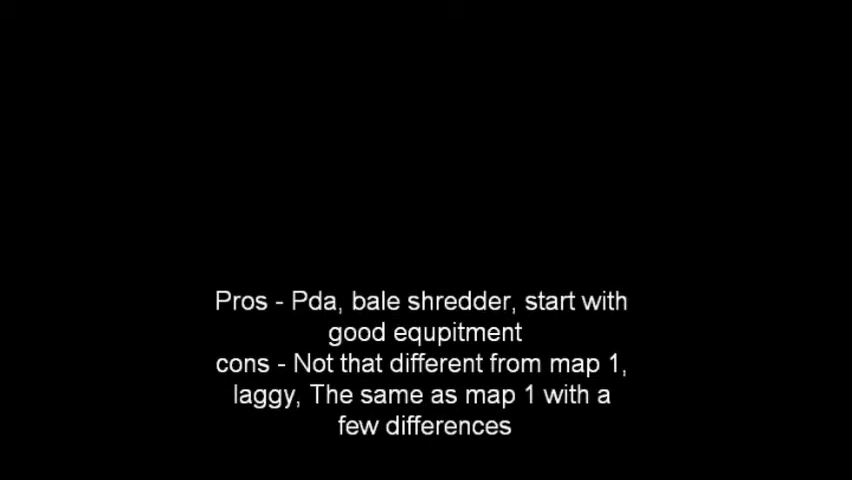 Pros - Pda, bale shredder, start with
good equpitment
cons - Not that different from map 1,
laggy, The same as map 1 with a
few differences